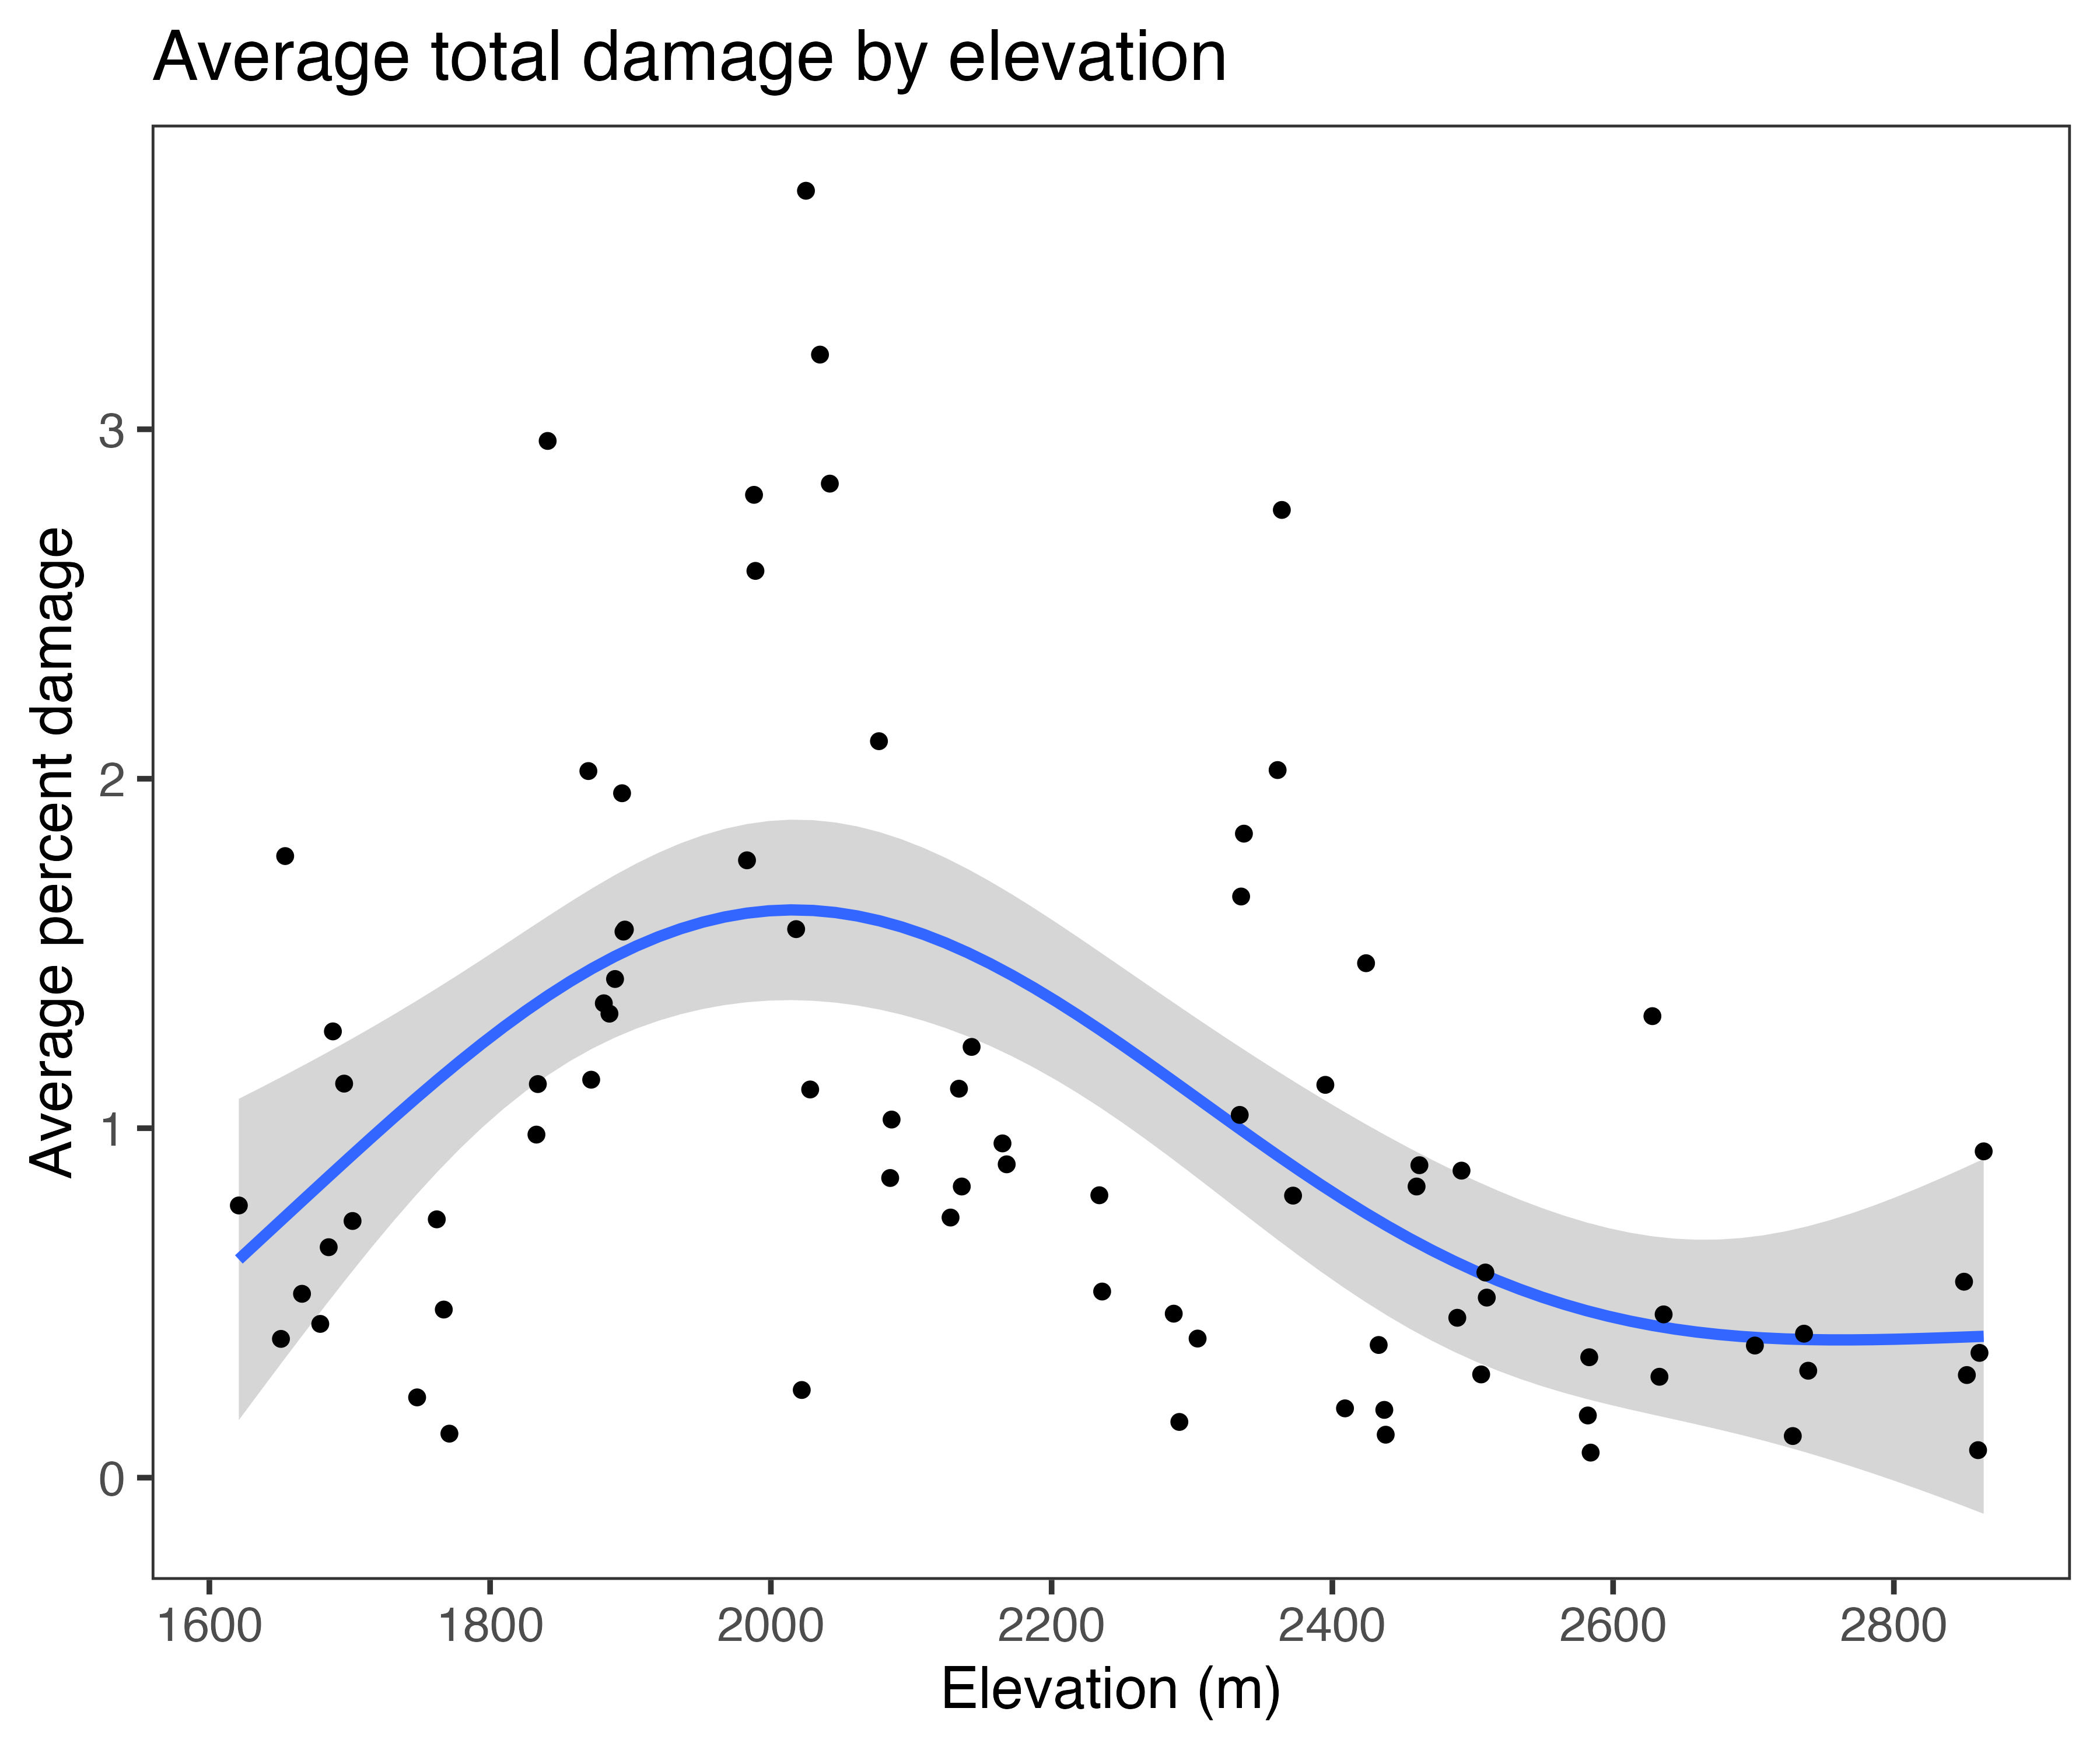 Average total damage by elevation
Average percent damage
3
2
1
0
1600 1800 2000 2200 2400 2600 2800
Elevation (m)